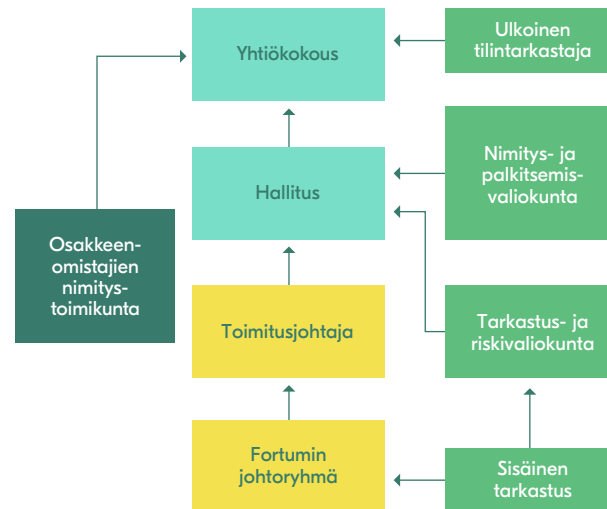 Yhtiökokous
Ulkoinen
tilintarkastaja
Hallitus
Nimitys- ja
palkitsemis-
valiokunta
Osakkeen-
omistajien
nimitys-
toimikunta
Toimitusjohtaja
Tarkastus- ja
riskivaliokunta
Fortumin
johtoryhmä
Sisäinen
tarkastus